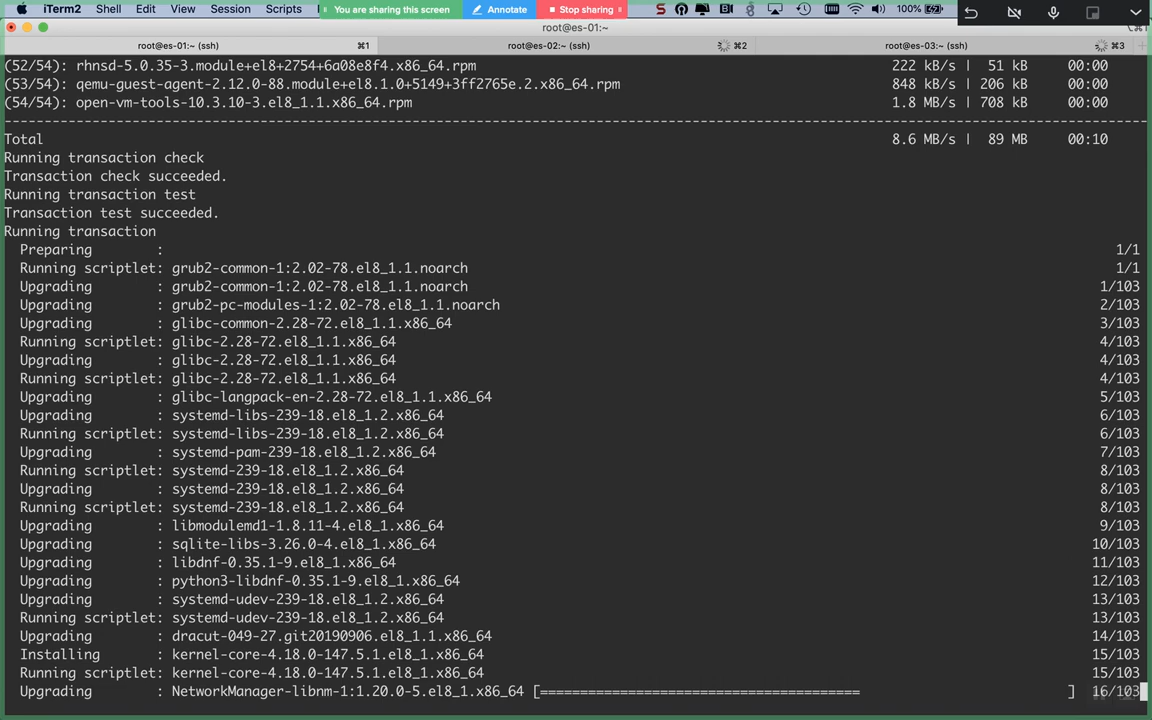 iTerm2 Shell Edit View Session Scripts You are sharing this screen Annotate Stop sharing 100%
root@es-01:~ (ssh)
root@es-01:~ (ssh) ⌘1 root@es-02:~ (ssh) ⌘2 root@es-03:~ (ssh) ⌘3
(52/54): rhnsd-5.0.35-3.module+el8+2754+6a08e8f4.x86_64.rpm 222 kB/s | 51 kB 00:00
(53/54): qemu-guest-agent-2.12.0-88.module+el8.1.0+5149+3ff2765e.2.x86_64.rpm 848 kB/s | 206 kB 00:00
(54/54): open-vm-tools-10.3.10-3.el8_1.1.x86_64.rpm 1.8 MB/s | 708 kB 00:00
Total 8.6 MB/s | 89 MB 00:10
Running transaction check
Transaction check succeeded.
Running transaction test
Transaction test succeeded.
Running transaction
Preparing : 1/1
Running scriptlet: grub2-common-1:2.02-78.el8_1.1.noarch 1/1
Upgrading : grub2-common-1:2.02-78.el8_1.1.noarch 1/103
Upgrading : grub2-pc-modules-1:2.02-78.el8_1.1.noarch 2/103
Upgrading : glibc-common-2.28-72.el8_1.1.x86_64 3/103
Running scriptlet: glibc-2.28-72.el8_1.1.x86_64 4/103
Upgrading : glibc-2.28-72.el8_1.1.x86_64 4/103
Running scriptlet: glibc-2.28-72.el8_1.1.x86_64 4/103
Upgrading : glibc-langpack-en-2.28-72.el8_1.1.x86_64 5/103
Upgrading : systemd-libs-239-18.el8_1.2.x86_64 6/103
Running scriptlet: systemd-libs-239-18.el8_1.2.x86_64 6/103
Upgrading : systemd-pam-239-18.el8_1.2.x86_64 7/103
Running scriptlet: systemd-239-18.el8_1.2.x86_64 8/103
Upgrading : systemd-239-18.el8_1.2.x86_64 8/103
Running scriptlet: systemd-239-18.el8_1.2.x86_64 8/103
Upgrading : libmodulemd1-1.8.11-4.el8_1.x86_64 9/103
Upgrading : sqlite-libs-3.26.0-4.el8_1.x86_64 10/103
Upgrading : libdnf-0.35.1-9.el8_1.x86_64 11/103
Upgrading : python3-libdnf-0.35.1-9.el8_1.x86_64 12/103
Upgrading : systemd-udev-239-18.el8_1.2.x86_64 13/103
Running scriptlet: systemd-udev-239-18.el8_1.2.x86_64 13/103
Upgrading : dracut-049-27.git20190906.el8_1.1.x86_64 14/103
Installing : kernel-core-4.18.0-147.5.1.el8_1.x86_64 15/103
Running scriptlet: kernel-core-4.18.0-147.5.1.el8_1.x86_64 15/103
Upgrading : NetworkManager-libnm-1:1.20.0-5.el8_1.x86_64 [======================================== ] 16/103